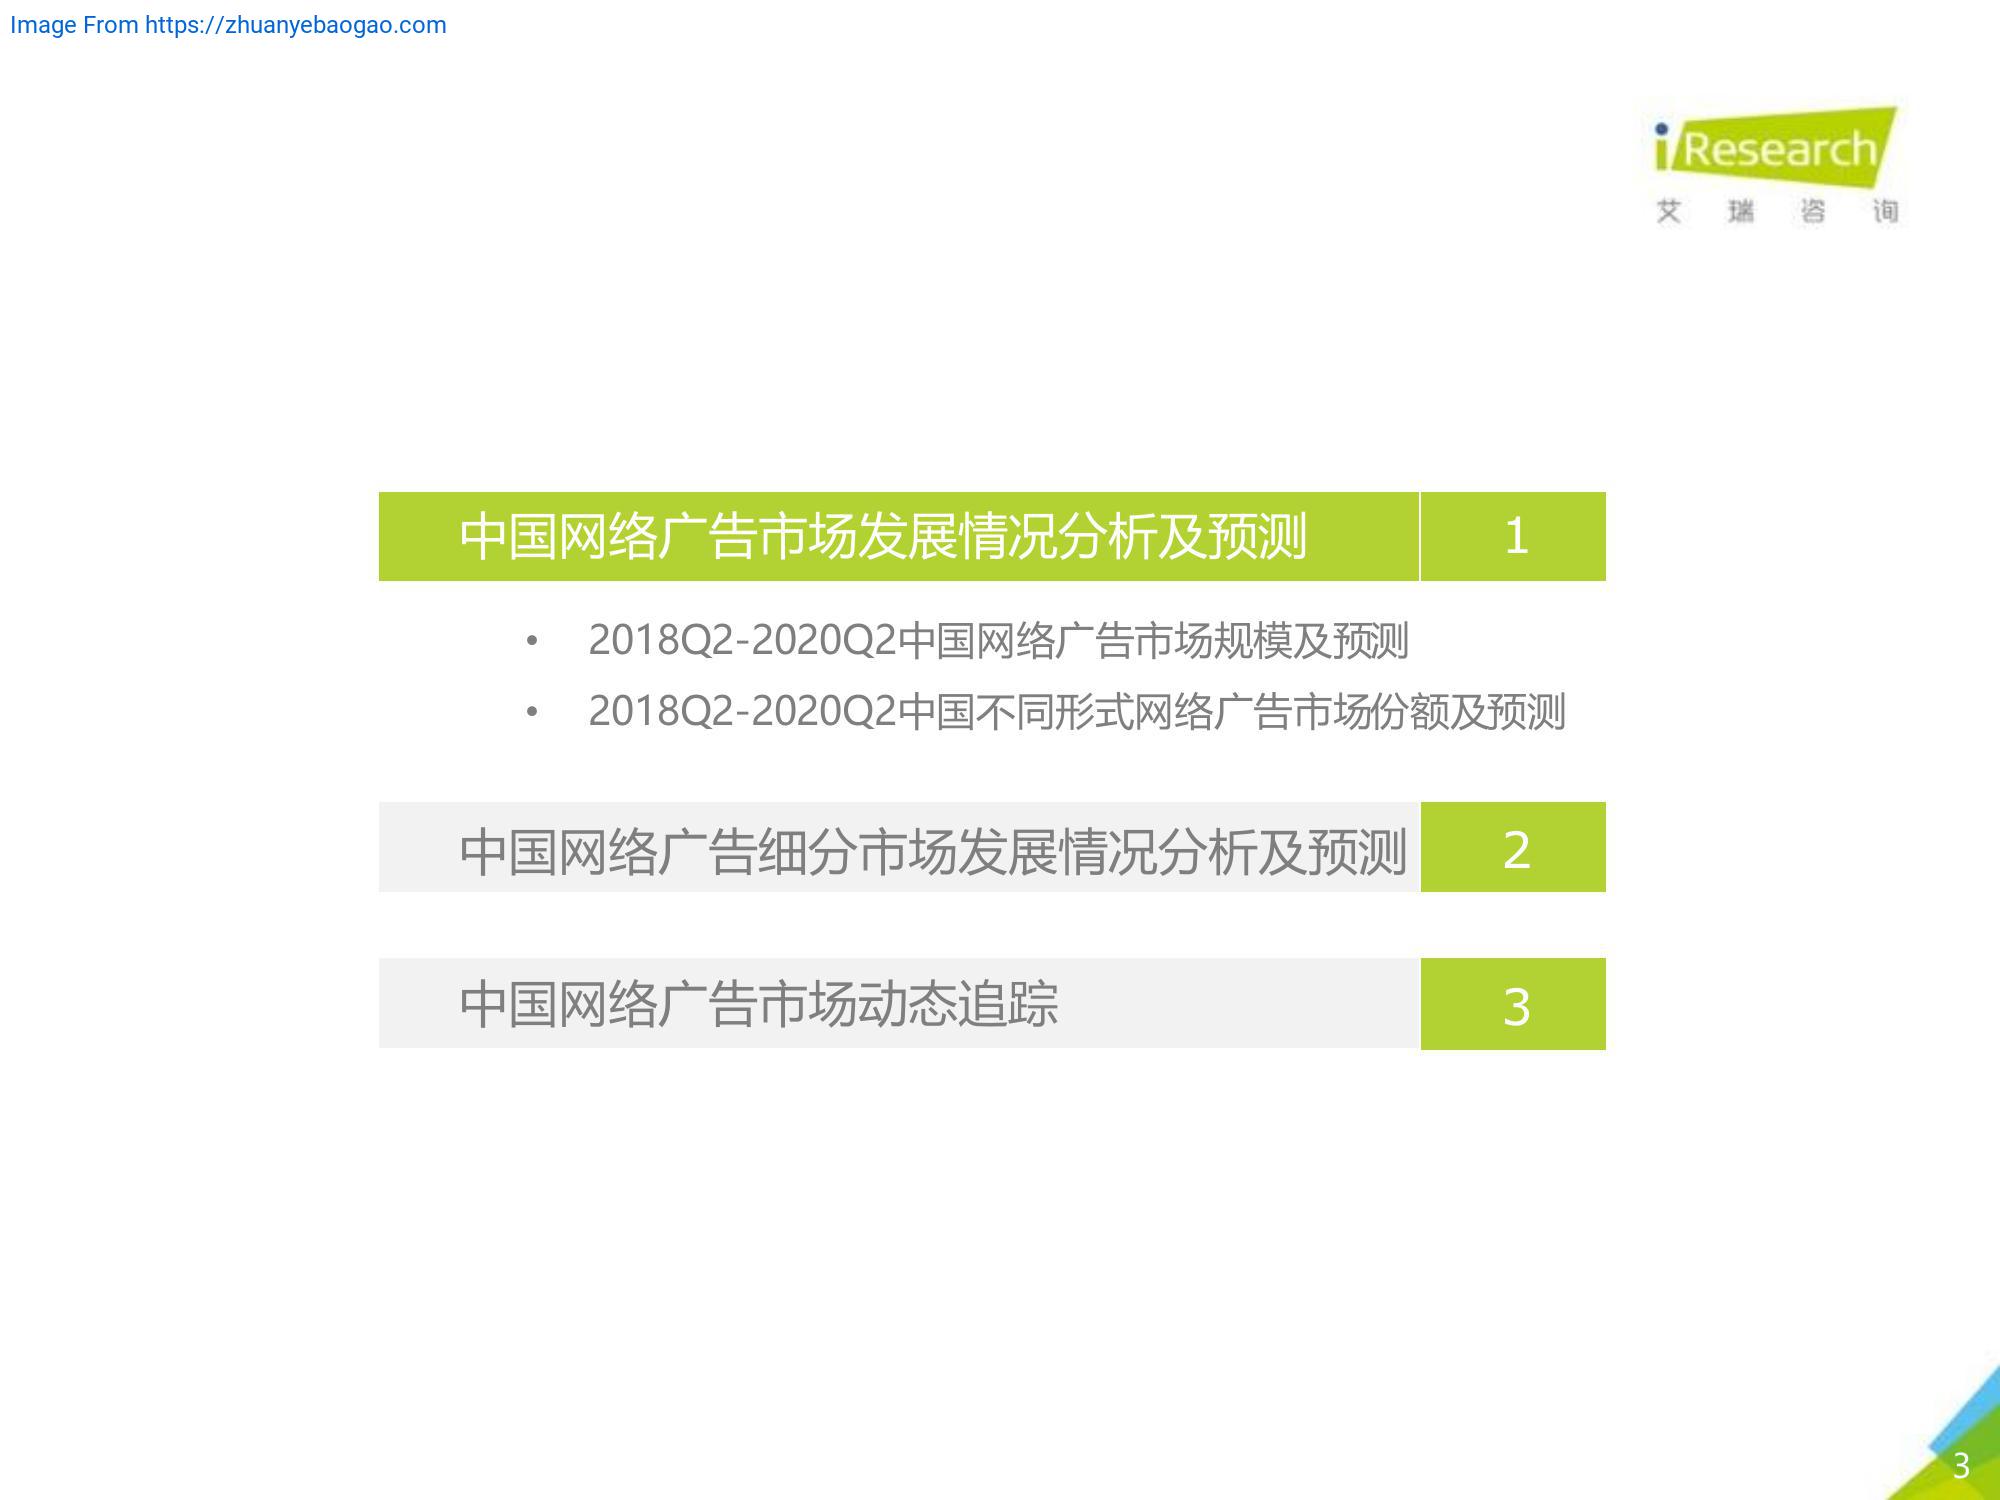 Image From https://zhuanyebaogao.com
iResearch
艾瑞咨询
中国网络广告市场发展情况分析及预测 1
• 2018Q2-2020Q2中国网络广告市场规模及预测
• 2018Q2-2020Q2中国不同形式网络广告市场份额及预测
中国网络广告细分市场发展情况分析及预测 2
中国网络广告市场动态追踪 3
3